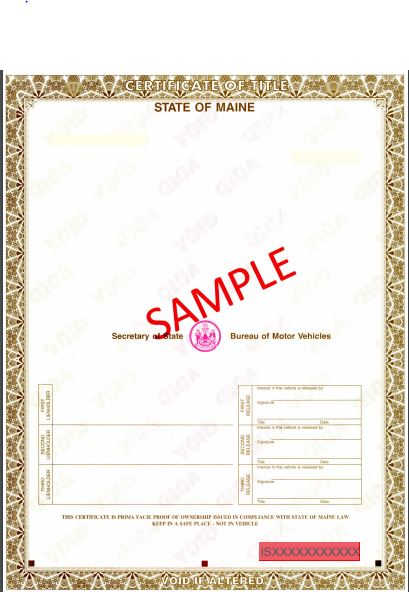 CERTIFICATE OF TITLE
STATE OF MAINE
VOID
VOID
VOID
VOID
SAMPLE
Secretary of State
Bureau of Motor Vehicles
FIRST LIENHOLDER
FIRST RELEASE
Interest in this vehicle is released by:
Signature
Title Date
SECOND LIENHOLDER
SECOND RELEASE
Interest in this vehicle is released by:
Signature
Title Date
THIRD LIENHOLDER
THIRD RELEASE
Interest in this vehicle is released by:
Signature
Title Date
THIS CERTIFICATE IS PRIMA FACIE PROOF OF OWNERSHIP ISSUED IN COMPLIANCE WITH STATE OF MAINE LAW
KEEP IN A SAFE PLACE - NOT IN VEHICLE
ISXXXXXXXXXXX
VOID IF ALTERED